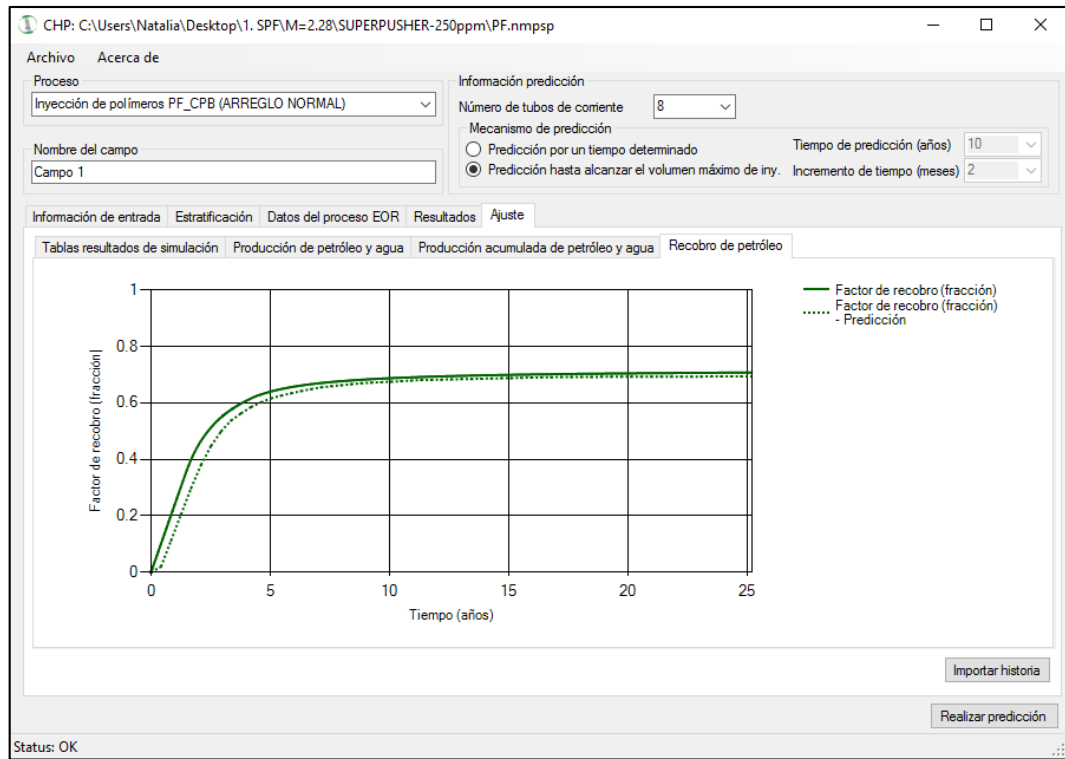 CHP: C:\Users\Natalia\Desktop\1. SPF\M=2.28\SUPERPUSHER-250ppm\PF.nmpsp
Archivo Acerca de
Proceso
Inyección de polímeros PF_CPB (ARREGLO NORMAL)
Nombre del campo
Campo 1
Información predicción
Número de tubos de corriente 8
Mecanismo de predicción
Predicción por un tiempo determinado
Predicción hasta alcanzar el volumen máximo de iny.
Tiempo de predicción (años) 10
Incremento de tiempo (meses) 2
Información de entrada Estratificación Datos del proceso EOR Resultados Ajuste
Tablas resultados de simulación Producción de petróleo y agua Producción acumulada de petróleo y agua Recobro de petróleo
1
0.8
0.6
0.4
0.2
0
Factor de recobro (fracción)
0 5 10 15 20 25
Tiempo (años)
Factor de recobro (fracción)
Factor de recobro (fracción)
- Predicción
Importar historia
Realizar predicción
Status: OK